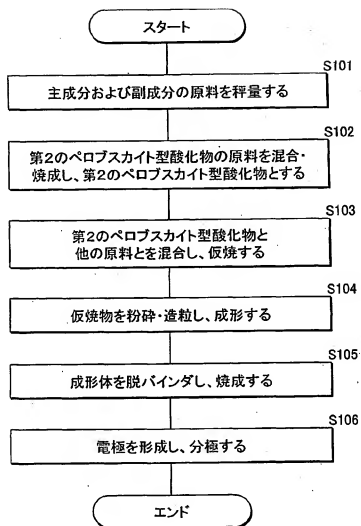 スタート
S101
主成分および副成分の原料を秤量する
S102
第2のペロブスカイト型酸化物の原料を混合・
焼成し、第2のペロブスカイト型酸化物とする
S103
第2のペロブスカイト型酸化物と
他の原料とを混合し、仮焼する
S104
仮焼物を粉砕・造粒し、成形する
S105
成形体を脱バインダし、焼成する
S106
電極を形成し、分極する
エンド